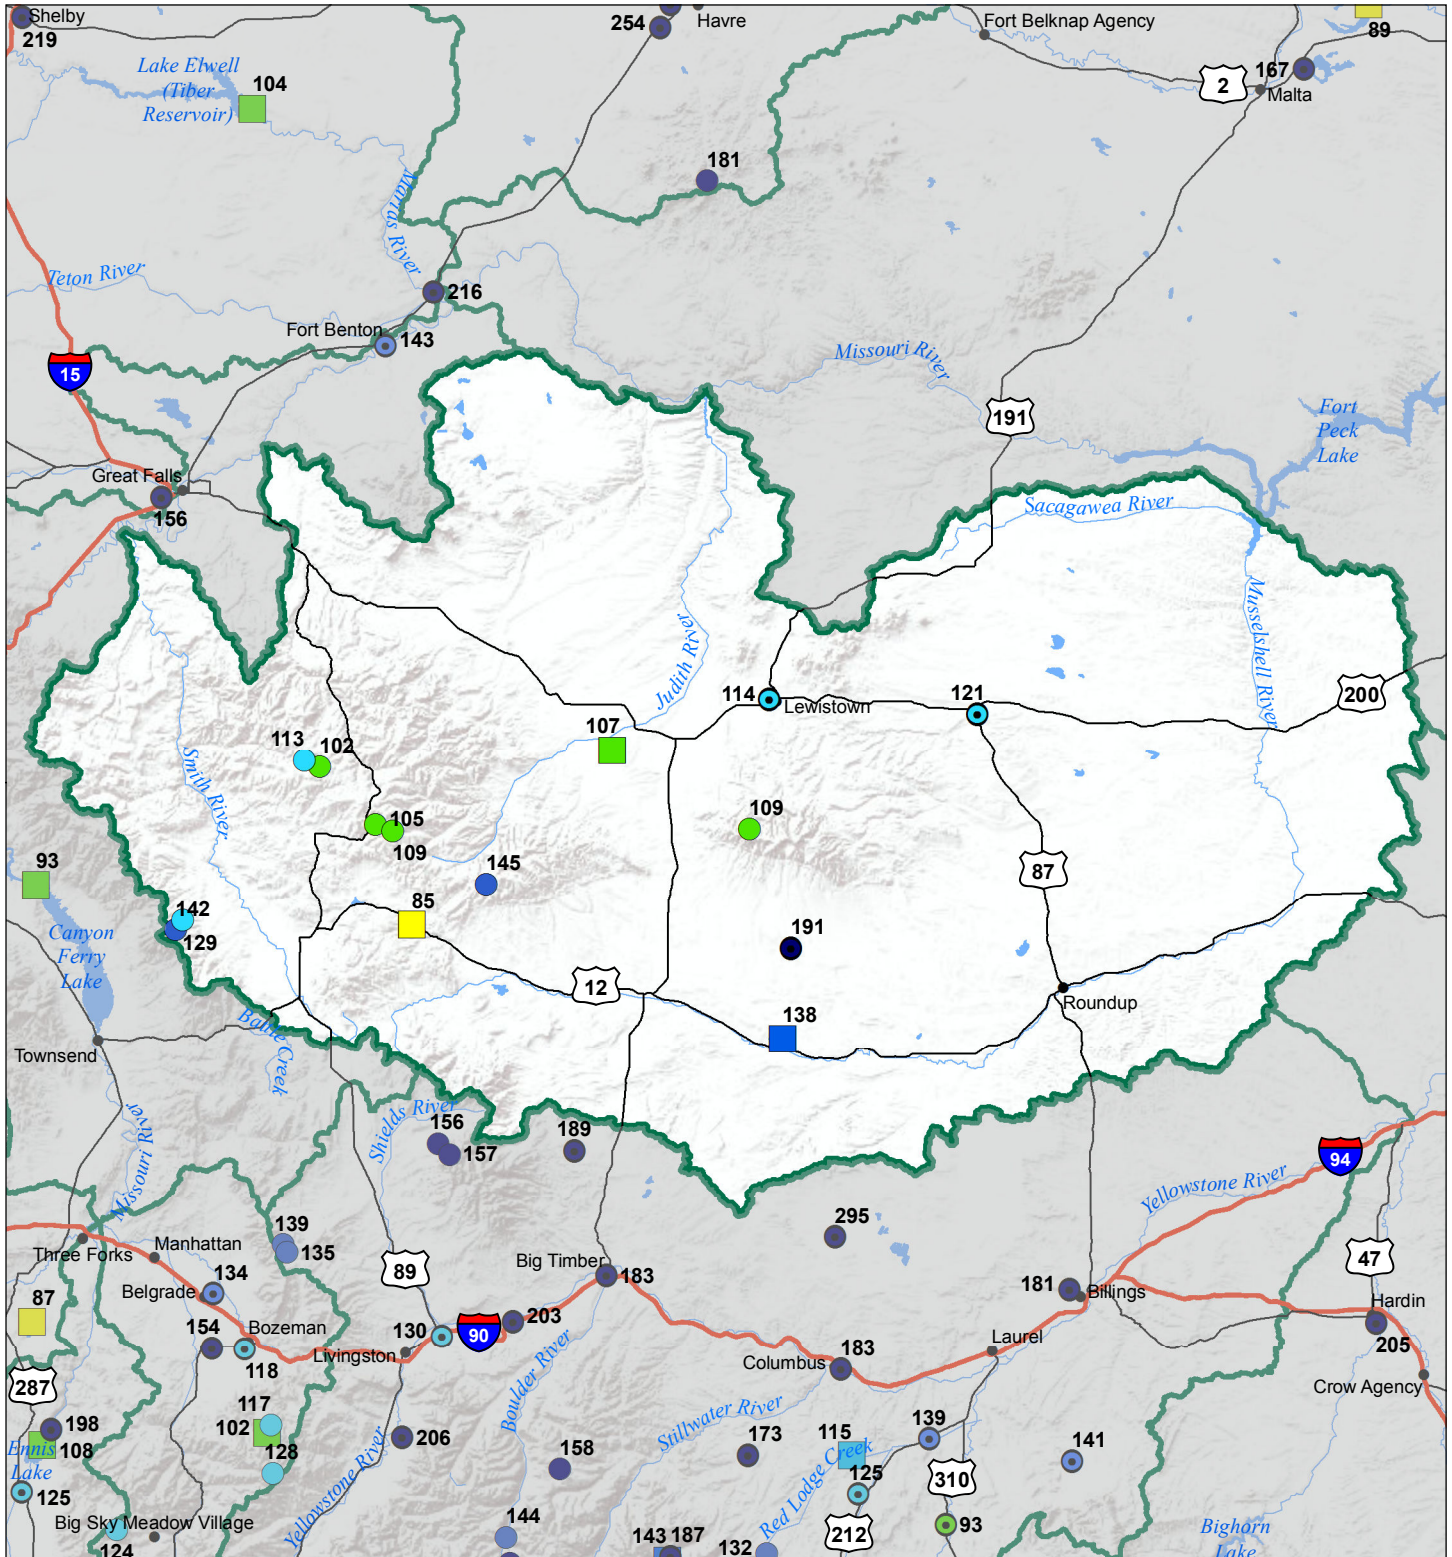 Shelby
219
254
Havre
Fort Belknap Agency
89
Lake Elwell
(Tiber
Reservoir)
104
2
167
Malta
181
Marias River
Teton River
216
Fort Benton
143
Missouri River
15
191
Fort
Peck
Lake
Great Falls
156
Sacagawea River
Musselshell River
Judith River
114
Lewistown
121
200
107
113
102
Smith River
105
109
109
87
93
145
85
142
129
Canyon
Ferry
Lake
191
12
138
Roundup
Battle Creek
Townsend
Missouri River
Shields River
156
157
189
94
Yellowstone River
295
139
135
Three Forks
Manhattan
89
Big Timber
183
181
Billings
47
Hardin
205
134
Belgrade
87
203
154
Bozeman
118
130
90
Livingston
Boulder River
Columbus
183
Laurel
Crow Agency
287
117
102
198
108
Ennis
Lake
128
206
Yellowstone River
158
Stillwater River
173
115
Red Lodge Creek
139
141
125
125
310
Big Sky
Meadow Village
124
144
143
187
132
212
93
Bighorn
Lake